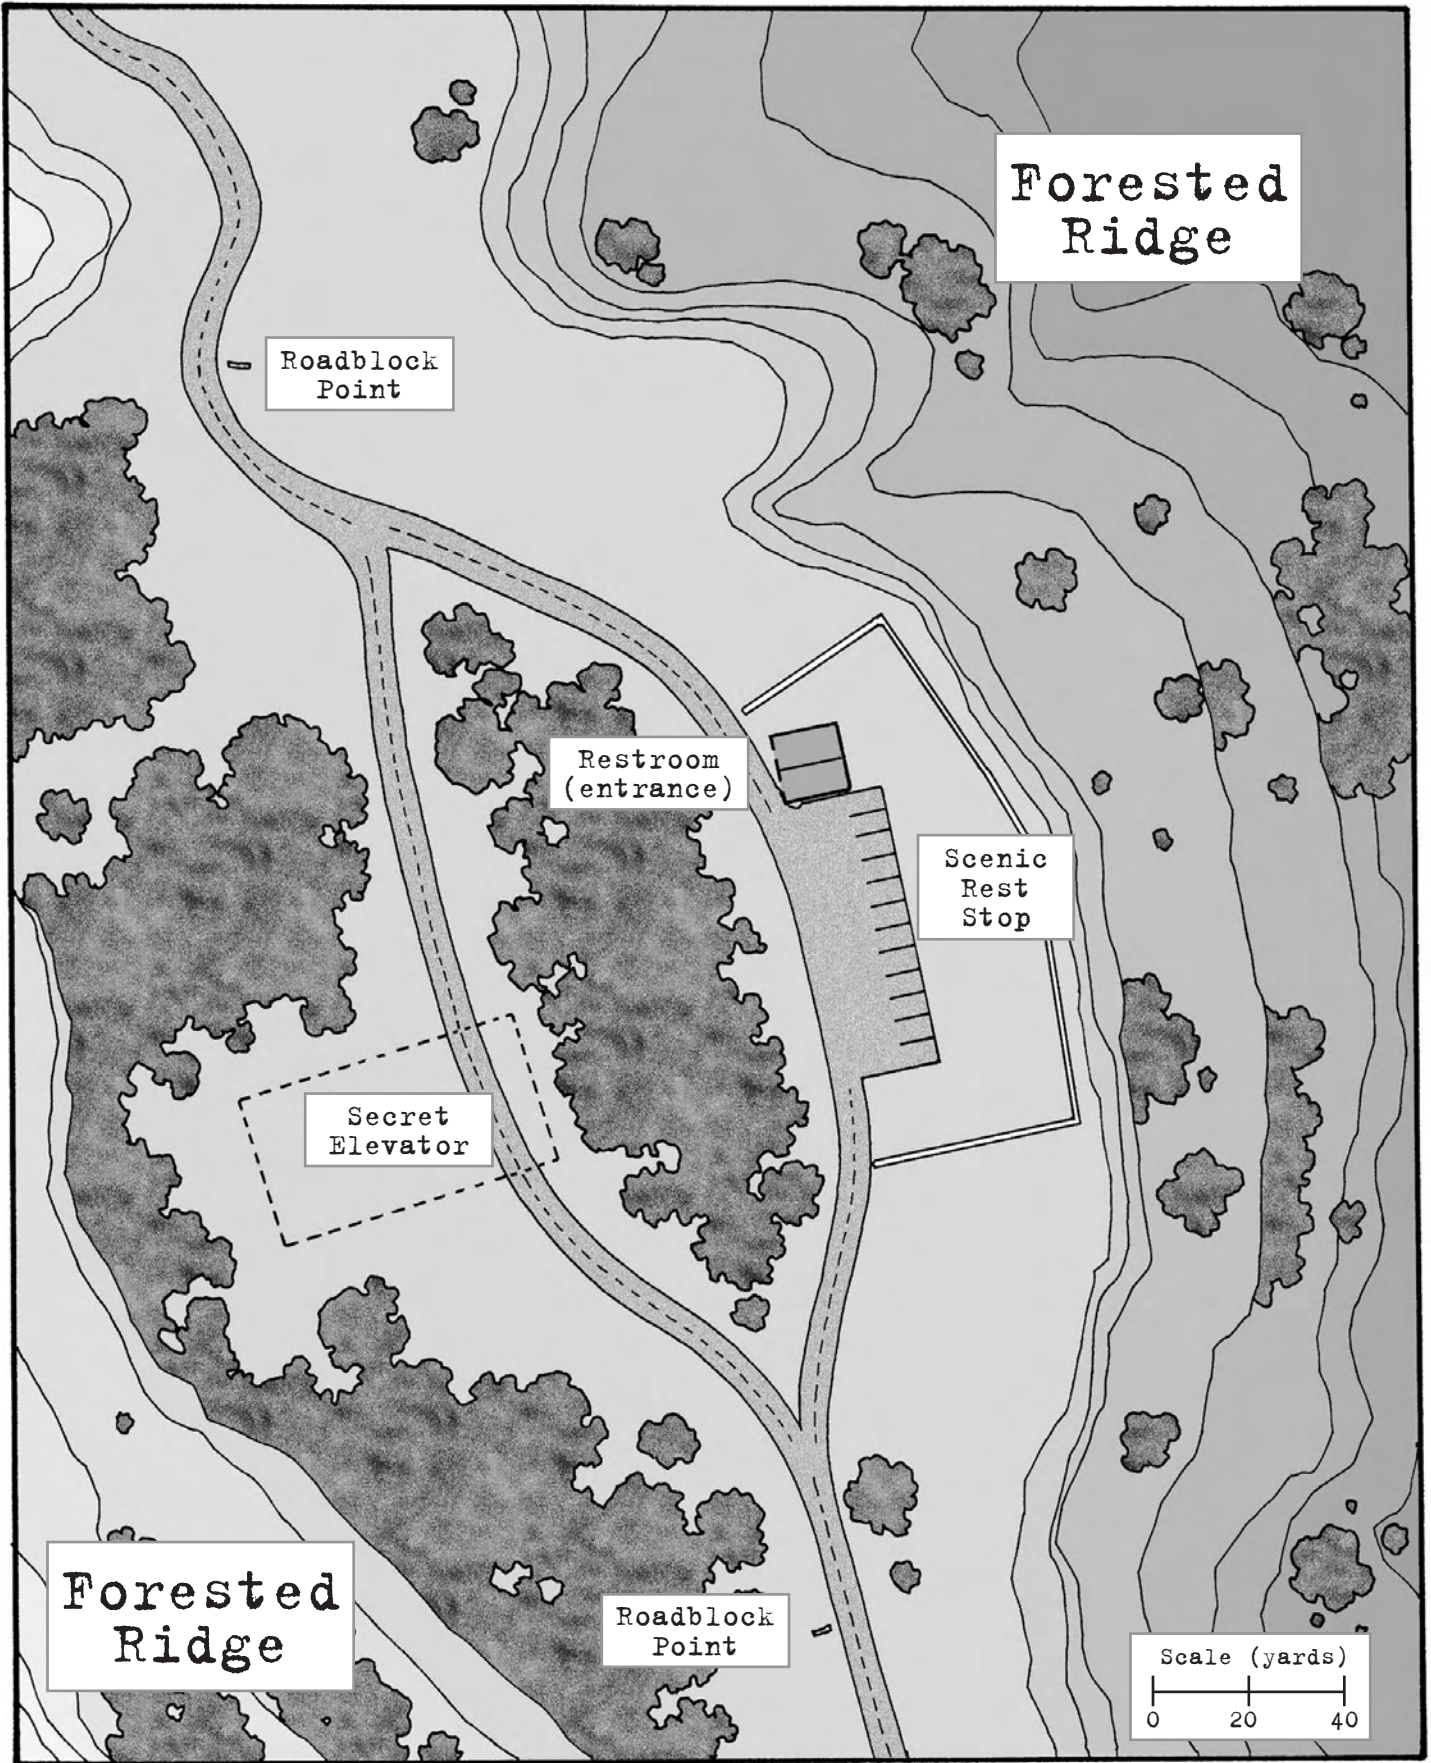 Forested
Ridge
Roadblock
Point
Restroom
(entrance)
Scenic
Rest
Stop
Secret
Elevator
Forested
Ridge
Roadblock
Point
Scale (yards)
0 20 40